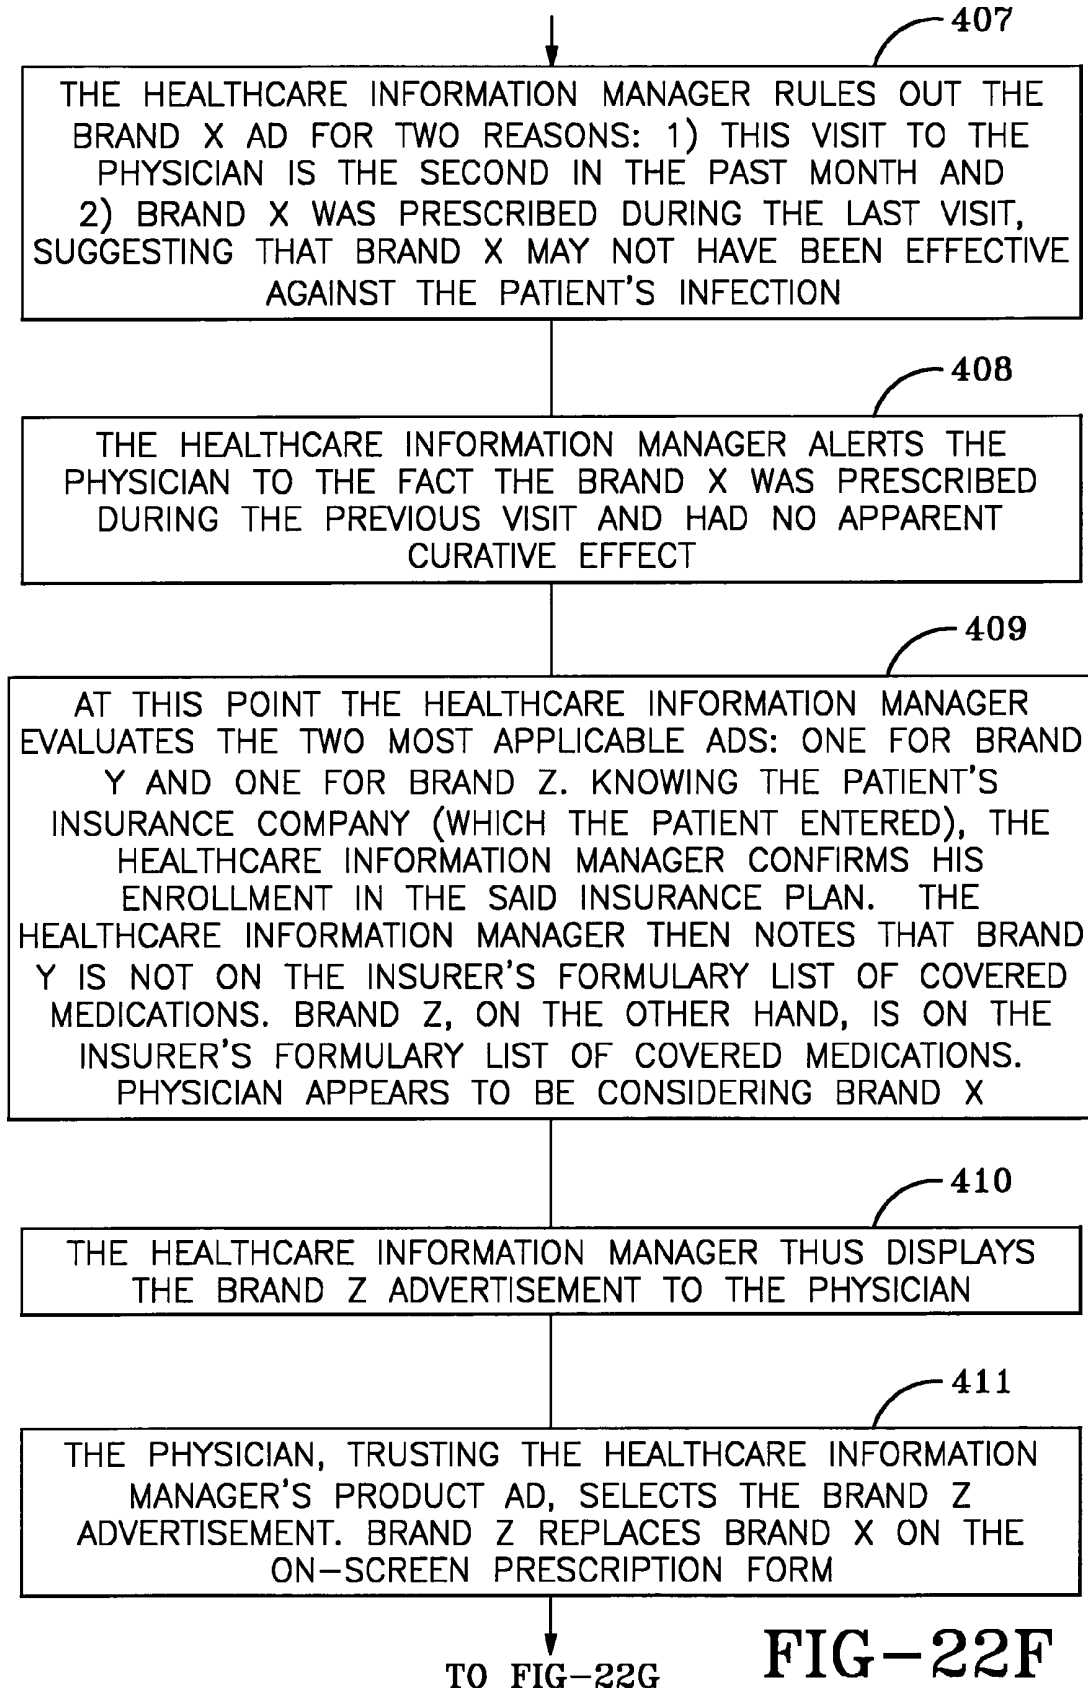 407
THE HEALTHCARE INFORMATION MANAGER RULES OUT THE
BRAND X AD FOR TWO REASONS: 1) THIS VISIT TO THE
PHYSICIAN IS THE SECOND IN THE PAST MONTH AND
2) BRAND X WAS PRESCRIBED DURING THE LAST VISIT,
SUGGESTING THAT BRAND X MAY NOT HAVE BEEN EFFECTIVE
AGAINST THE PATIENT'S INFECTION
408
THE HEALTHCARE INFORMATION MANAGER ALERTS THE
PHYSICIAN TO THE FACT THE BRAND X WAS PRESCRIBED
DURING THE PREVIOUS VISIT AND HAD NO APPARENT
CURATIVE EFFECT
409
AT THIS POINT THE HEALTHCARE INFORMATION MANAGER
EVALUATES THE TWO MOST APPLICABLE ADS: ONE FOR BRAND
Y AND ONE FOR BRAND Z. KNOWING THE PATIENT'S
INSURANCE COMPANY (WHICH THE PATIENT ENTERED), THE
HEALTHCARE INFORMATION MANAGER CONFIRMS HIS
ENROLLMENT IN THE SAID INSURANCE PLAN. THE
HEALTHCARE INFORMATION MANAGER THEN NOTES THAT BRAND
Y IS NOT ON THE INSURER'S FORMULARY LIST OF COVERED
MEDICATIONS. BRAND Z, ON THE OTHER HAND, IS ON THE
INSURER'S FORMULARY LIST OF COVERED MEDICATIONS.
PHYSICIAN APPEARS TO BE CONSIDERING BRAND X
410
THE HEALTHCARE INFORMATION MANAGER THUS DISPLAYS
THE BRAND Z ADVERTISEMENT TO THE PHYSICIAN
411
THE PHYSICIAN, TRUSTING THE HEALTHCARE INFORMATION
MANAGER'S PRODUCT AD, SELECTS THE BRAND Z
ADVERTISEMENT. BRAND Z REPLACES BRAND X ON THE
ON-SCREEN PRESCRIPTION FORM
TO FIG-22G
FIG-22F